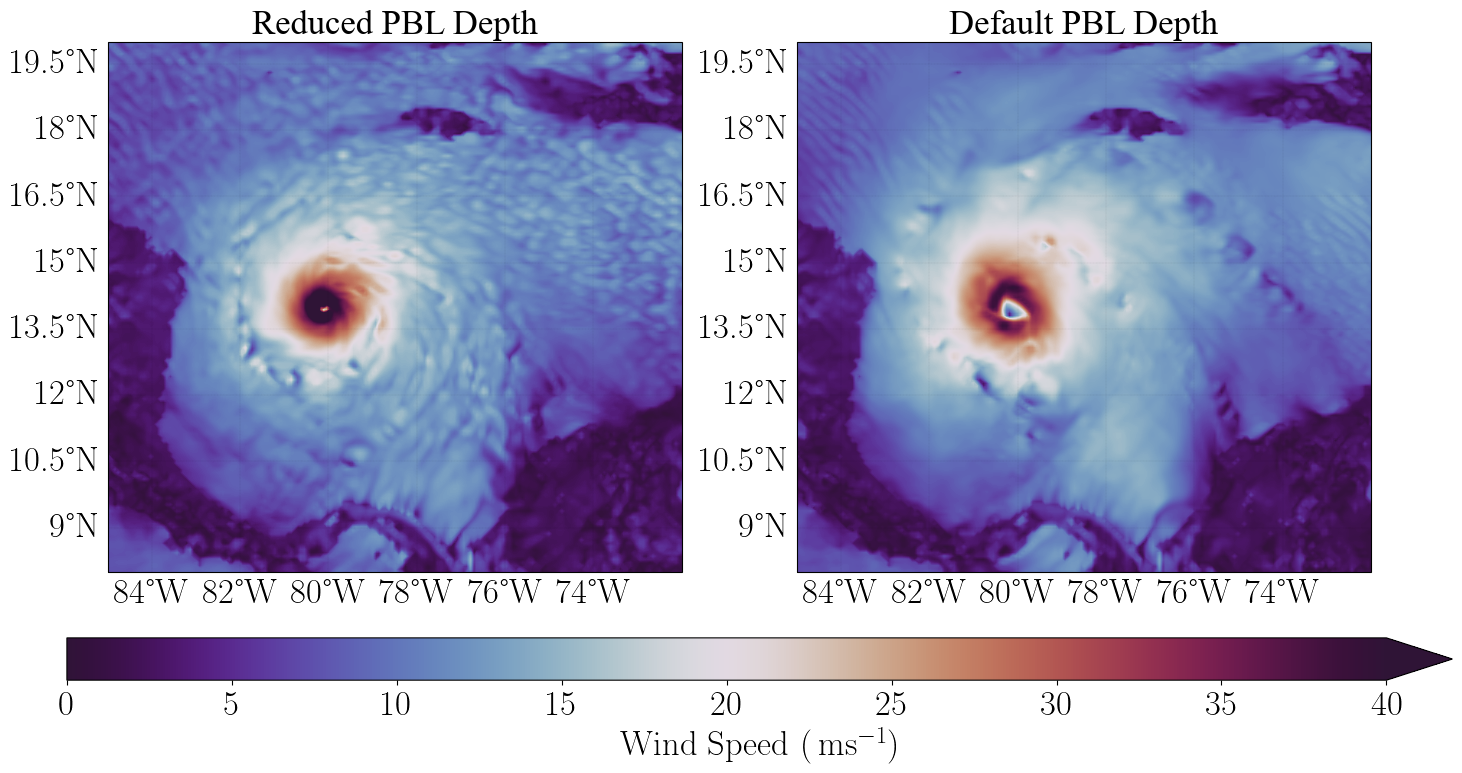 Reduced PBL Depth Default PBL Depth
19.5°N 19.5°N
18°N 18°N
16.5°N 16.5°N
15°N 15°N
13.5°N 13.5°N
12°N 12°N
10.5°N 10.5°N
9°N 9°N
84°W 82°W 80°W 78°W 76°W 74°W 84°W 82°W 80°W 78°W 76°W 74°W
0 5 10 15 20 25 30 35 40
Wind Speed ( ms⁻¹)